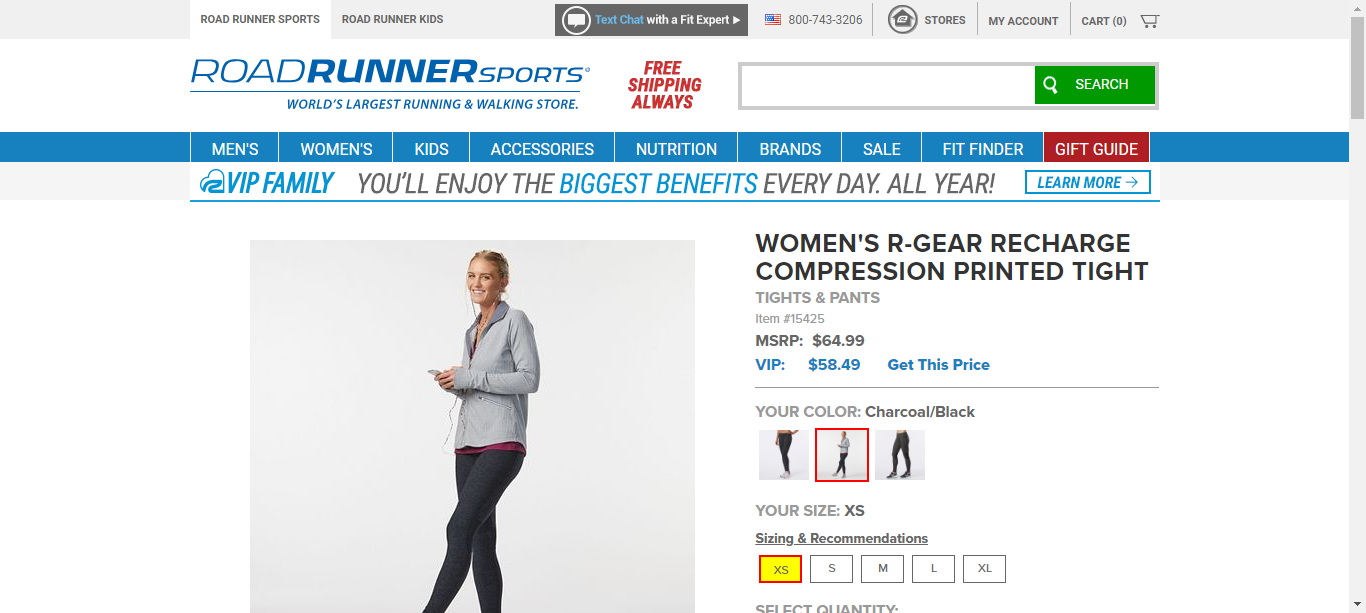 ROAD RUNNER SPORTS
ROAD RUNNER KIDS
Text Chat with a Fit Expert
800-743-3206
STORES
MY ACCOUNT
CART (0)
ROADRUNNERSPORTS®
WORLD'S LARGEST RUNNING & WALKING STORE.
FREE
SHIPPING
ALWAYS
SEARCH
MEN'S
WOMEN'S
KIDS
ACCESSORIES
NUTRITION
BRANDS
SALE
FIT FINDER
GIFT GUIDE
VIP FAMILY
YOU'LL ENJOY THE BIGGEST BENEFITS EVERY DAY. ALL YEAR!
LEARN MORE →
WOMEN'S R-GEAR RECHARGE
COMPRESSION PRINTED TIGHT
TIGHTS & PANTS
Item #15425
MSRP: $64.99
VIP: $58.49 Get This Price
YOUR COLOR: Charcoal/Black
YOUR SIZE: XS
Sizing & Recommendations
XS S M L XL
SELECT QUANTITY: